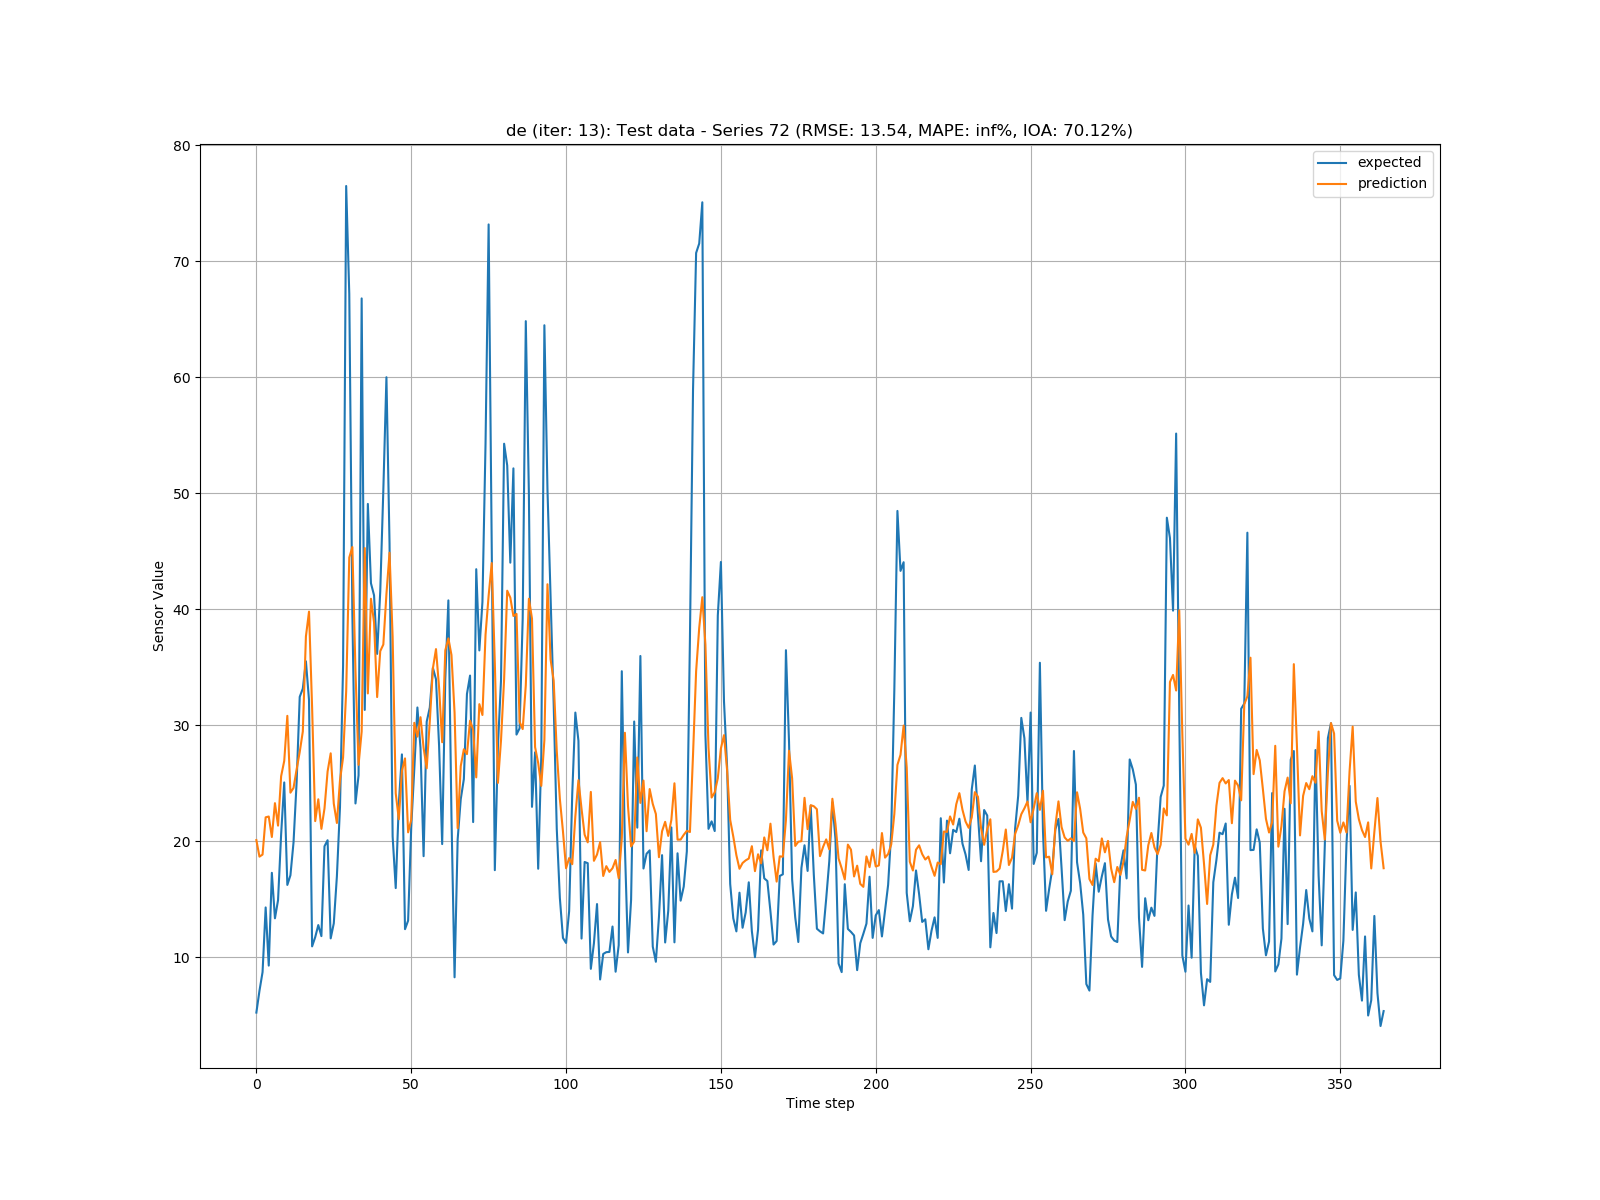 de (iter: 13): Test data - Series 72 (RMSE: 13.54, MAPE: inf%, IOA: 70.12%)
expected
prediction
80
70
60
50
40
30
20
10
Sensor Value
0 50 100 150 200 250 300 350
Time step